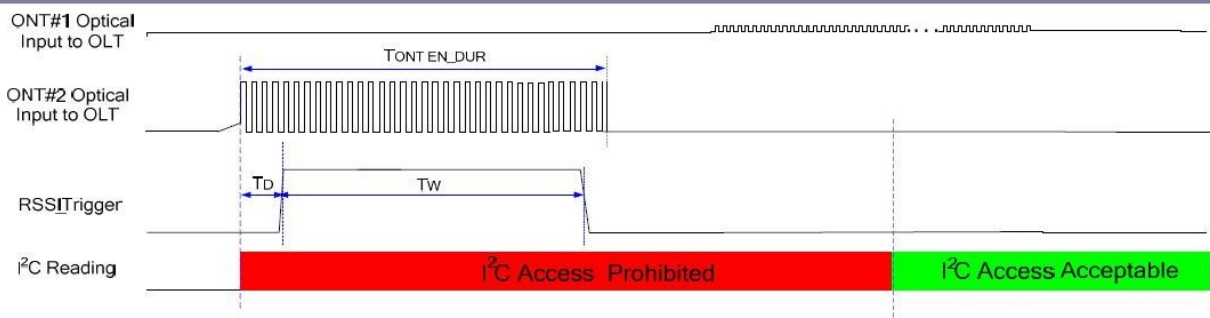 ONT#1 Optical
Input to OLT
TONT EN_DUR
ONT#2 Optical
Input to OLT
TD
TW
RSSI_Trigger
I²C Reading
I²C Access Prohibited
I²C Access Acceptable